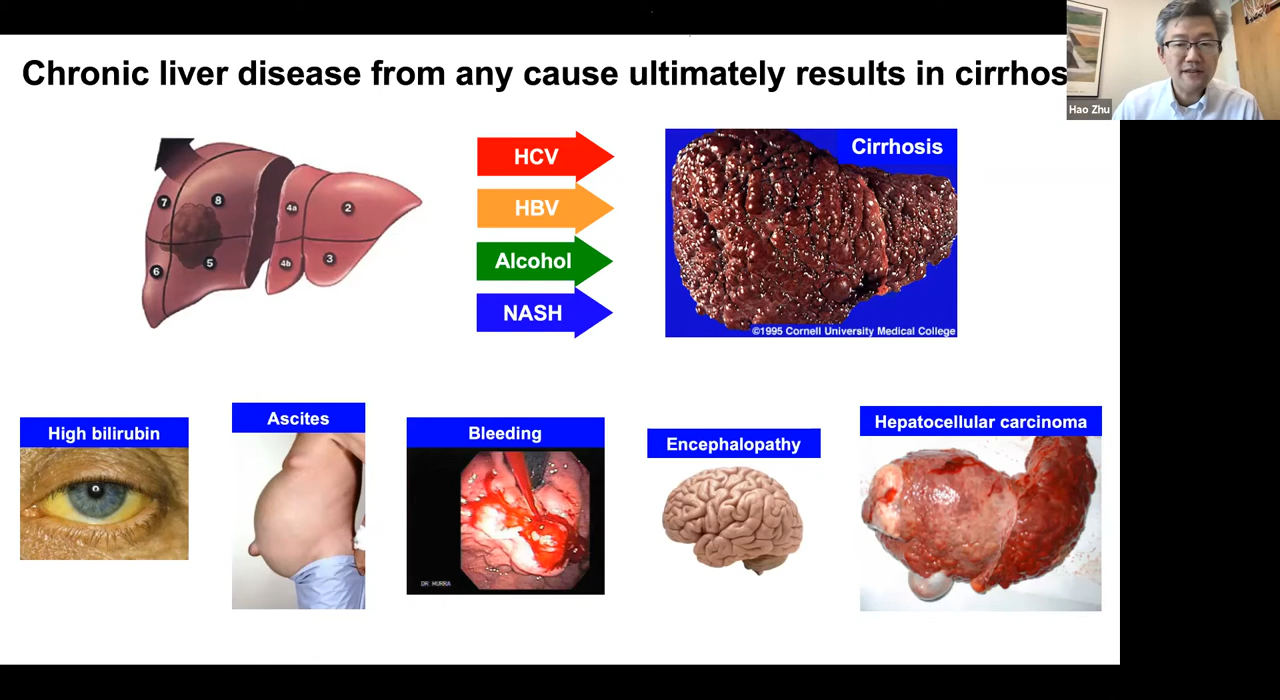 Chronic liver disease from any cause ultimately results in cirrhos
Hao Zhu
7
8
4a
2
6
5
4b
3
HCV
HBV
Alcohol
NASH
Cirrhosis
©1995 Cornell University Medical College
High bilirubin
Ascites
Bleeding
DR MURRA
Encephalopathy
Hepatocellular carcinoma